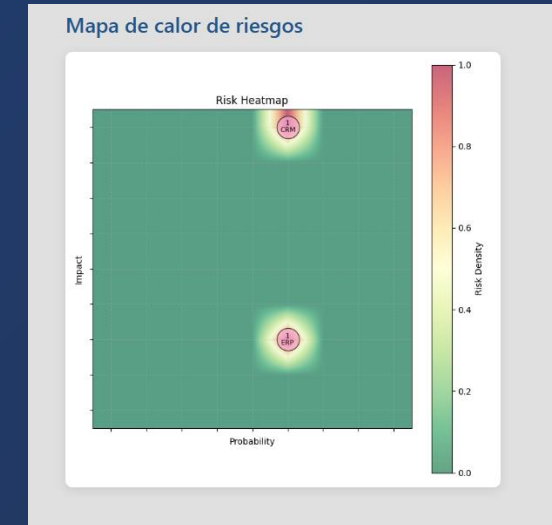 Mapa de calor de riesgos
Risk Heatmap
1
CRM
1
ERP
Impact
Probability
1.0
0.8
0.6
0.4
0.2
0.0
Risk Density